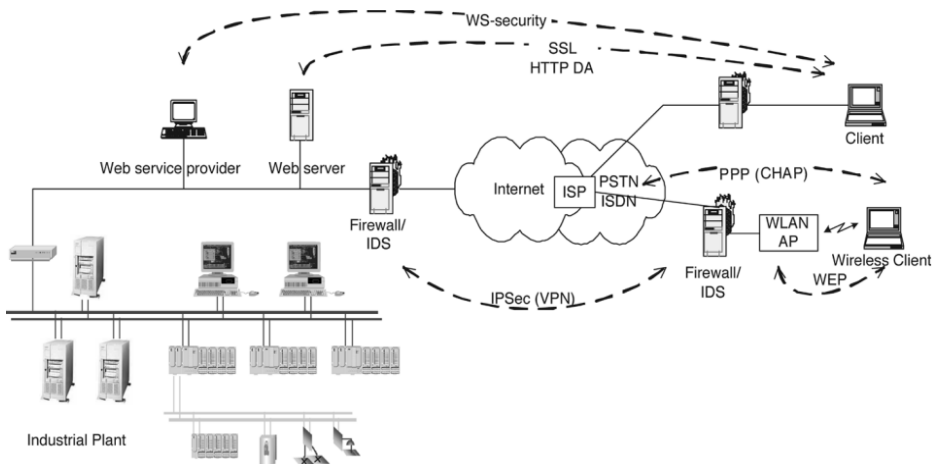 WS-security
SSL
HTTP DA
Client
Web service provider
Web server
Internet
ISP
PSTN
ISDN
PPP (CHAP)
Firewall/
IDS
WLAN
AP
Firewall/
IDS
Wireless Client
WEP
IPSec (VPN)
Industrial Plant